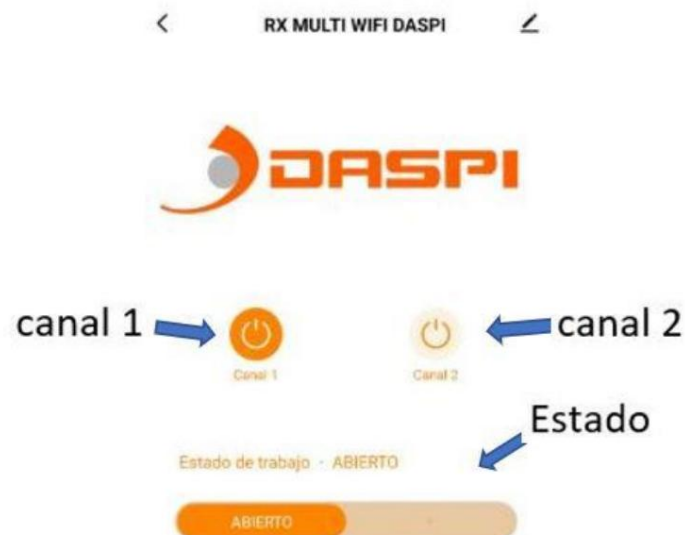 RX MULTI WIFI DASPI
DASPI
canal 1
canal 2
Canal 1
Canal 2
Estado
Estado de trabajo · ABIERTO
ABIERTO